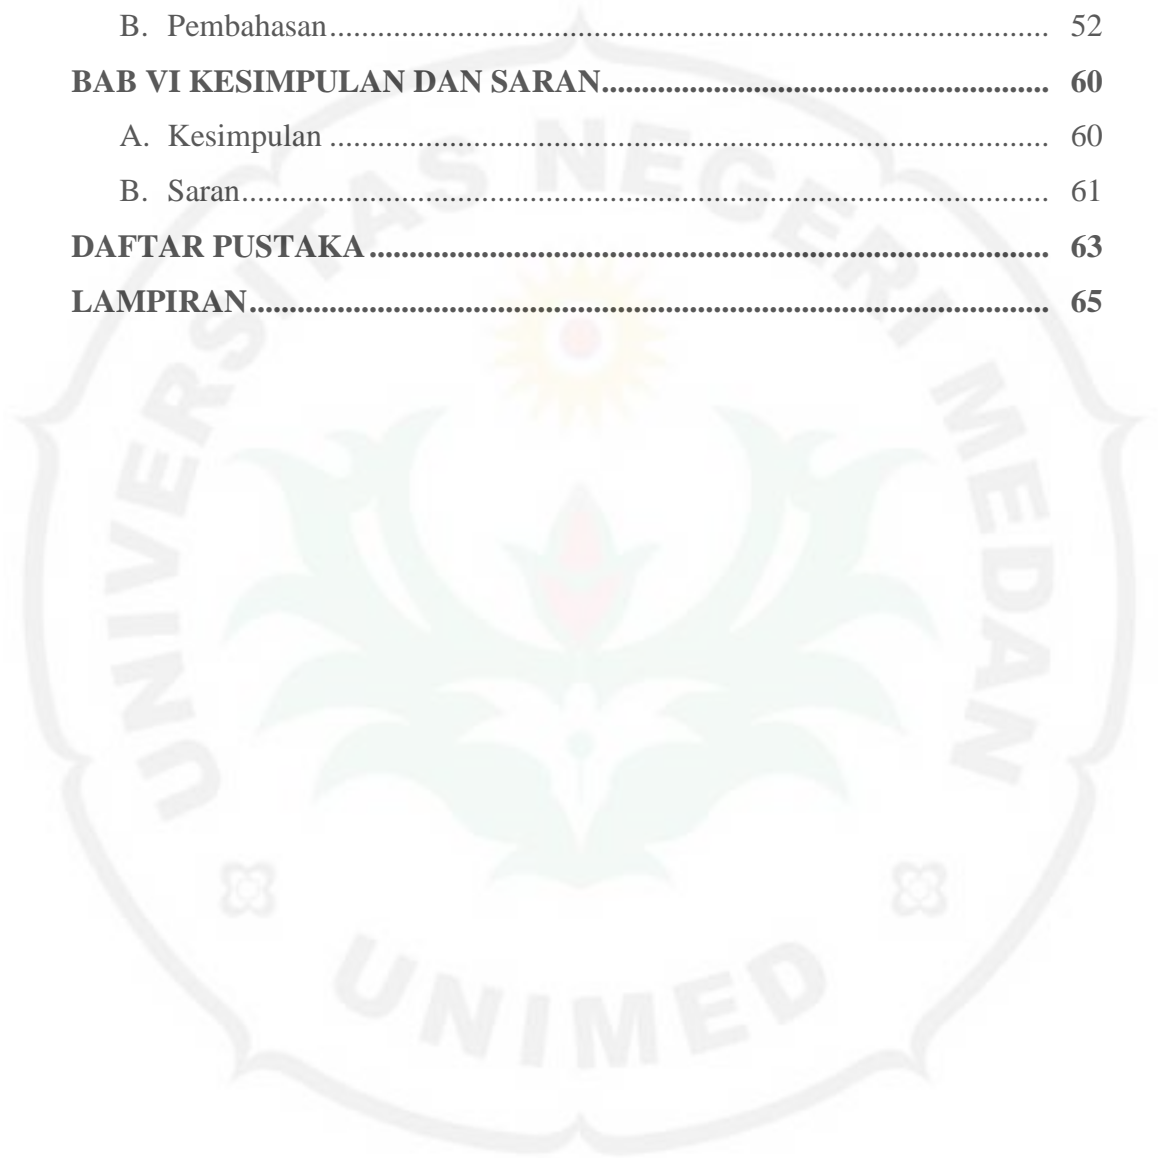 B. Pembahasan........................................................................................... 52
BAB VI KESIMPULAN DAN SARAN........................................................ 60
A. Kesimpulan ........................................................................................... 60
B. Saran...................................................................................................... 61
DAFTAR PUSTAKA ..................................................................................... 63
LAMPIRAN.................................................................................................... 65
UNIVERSITAS NEGERI MEDAN
UNIMED